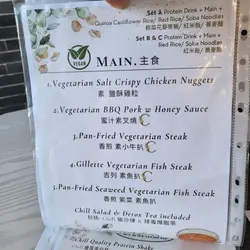 Set A Protein Drink + Main +
Quinoa Cauliflower Rice/ Red Rice/ Soba Noodles
Set B & C Protein Drink + Main +
Red Rice/ Soba Noodles
VEGAN
MAIN. 主食
1.Vegetarian Salt Crispy Chicken Nuggets
素 鹽酥雞粒
2.Vegetarian BBQ Pork w Honey Sauce
蜜汁素叉燒
3.Pan-Fried Vegetarian Steak
香煎 素小牛扒
4.Gillette Vegetarian Fish Steak
吉列 素魚扒
5.Pan-Fried Seaweed Vegetarian Fish Steak
香煎 紫菜 素魚扒
Chill Salad & Detox Tea included
Chill Quality Protein Shake